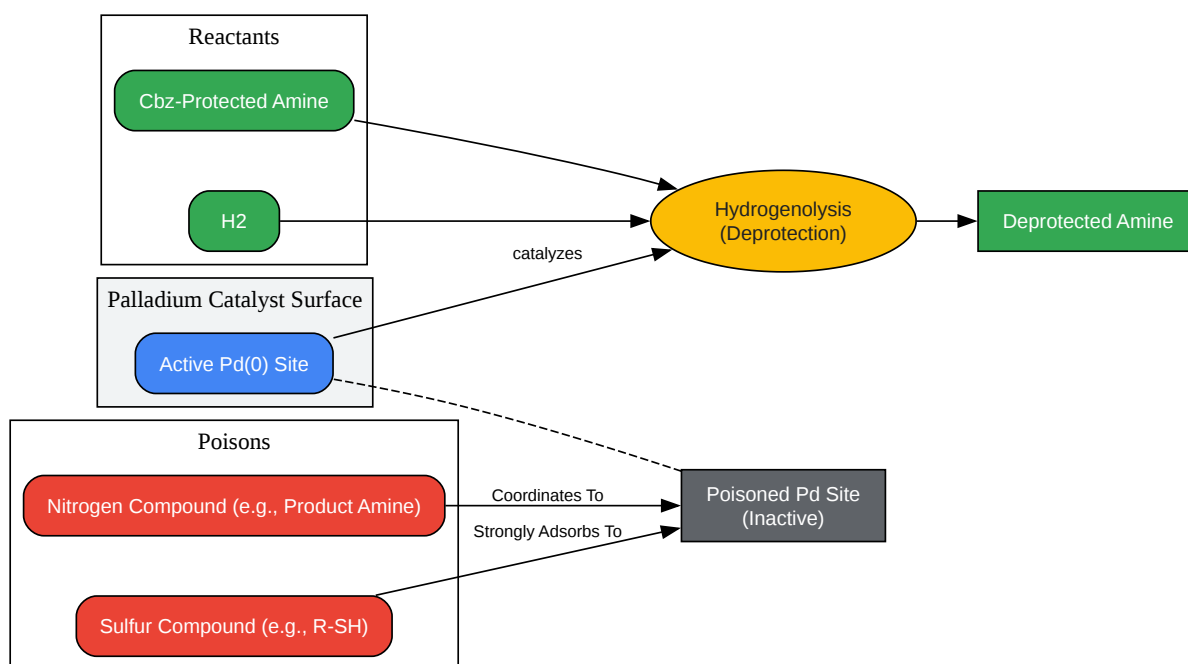 Reactants
Cbz-Protected Amine
H2
Hydrogenolysis
(Deprotection)
Deprotected Amine
catalyzes
Palladium Catalyst Surface
Active Pd(0) Site
Poisons
Nitrogen Compound (e.g., Product Amine)
Coordinates To
Strongly Adsorbs To
Poisoned Pd Site
(Inactive)
Sulfur Compound (e.g., R-SH)